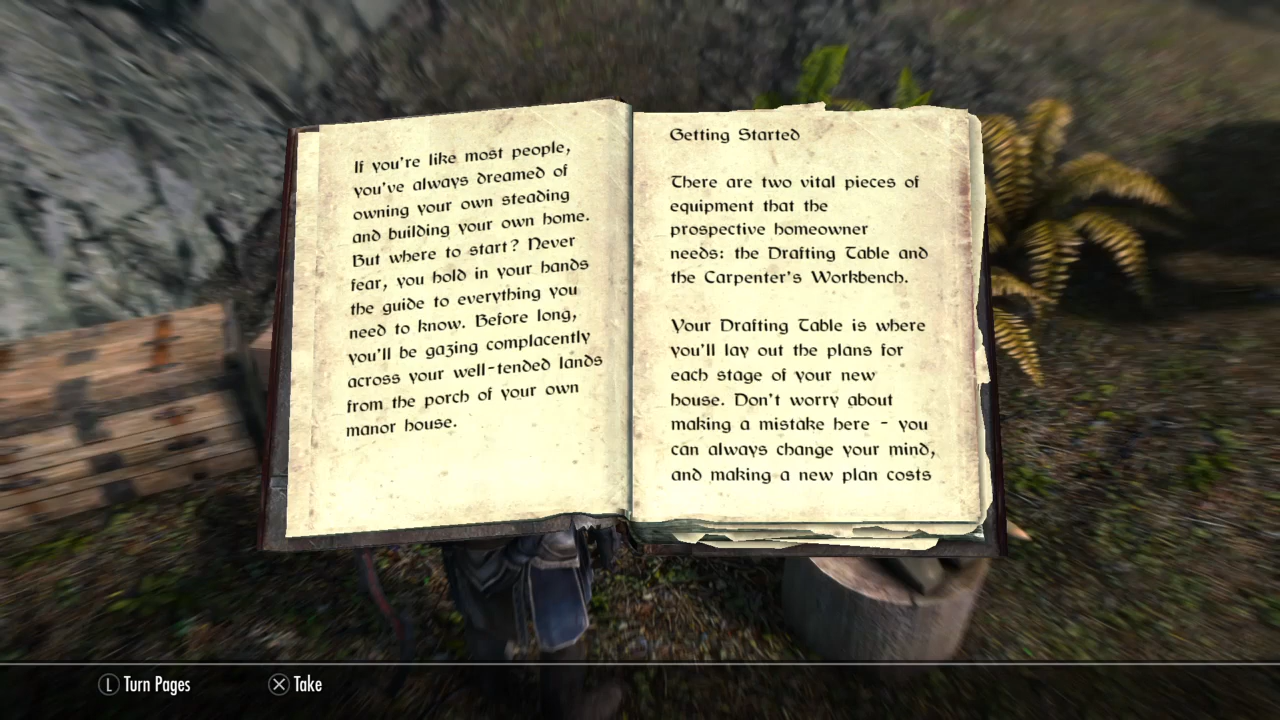 If you're like most people,
you've always dreamed of
owning your own steading
and building your own home.
But where to start? Never
fear, you hold in your hands
the guide to everything you
need to know. Before long,
you'll be gazing complacently
across your well-tended lands
from the porch of your own
manor house.
Getting Started
There are two vital pieces of
equipment that the
prospective homeowner
needs: the Drafting Table and
the Carpenter's Workbench.
Your Drafting Table is where
you'll lay out the plans for
each stage of your new
house. Don't worry about
making a mistake here - you
can always change your mind,
and making a new plan costs
L Turn Pages
X Take